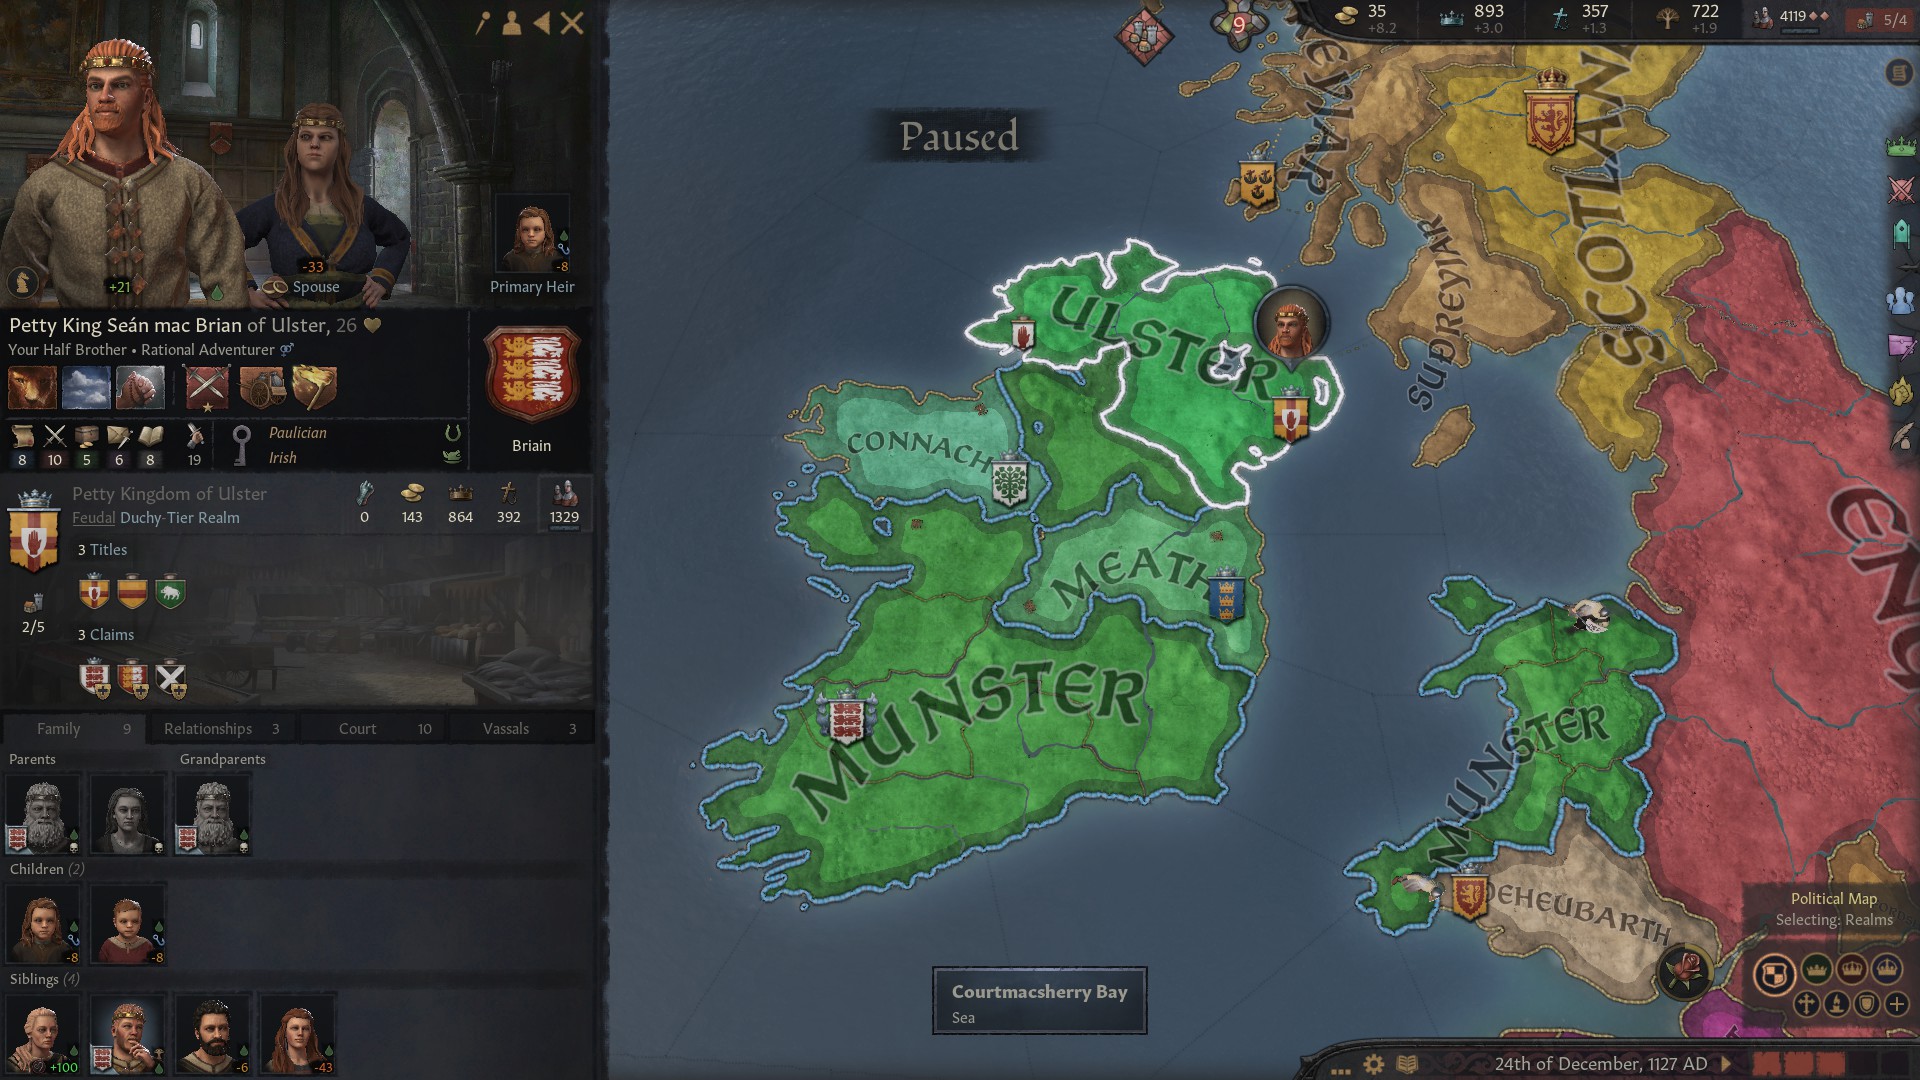 35
+8.2
893
+3.0
357
+1.3
722
+1.9
4119
5/4
9
Paused
+21
-33
Spouse
-8
Primary Heir
Petty King Seán mac Brian of Ulster, 26
Your Half Brother • Rational Adventurer
8
10
5
6
8
19
Paulician
Irish
Briain
Petty Kingdom of Ulster
Feudal Duchy-Tier Realm
0
143
864
392
1329
3 Titles
2/5
3 Claims
Family 9
Relationships 3
Court 10
Vassals 3
Parents
Grandparents
Children (2)
-8
-8
Siblings (4)
+100
-6
-43
ULSTER
CONNACH
MEATH
MUNSTER
SUÐREYJAR
SUÐREYJAR
SCOTLAN
ENG
MUNSTER
DEHEUBARTH
Courtmacsherry Bay
Sea
Political Map
Selecting: Realms
24th of December, 1127 AD